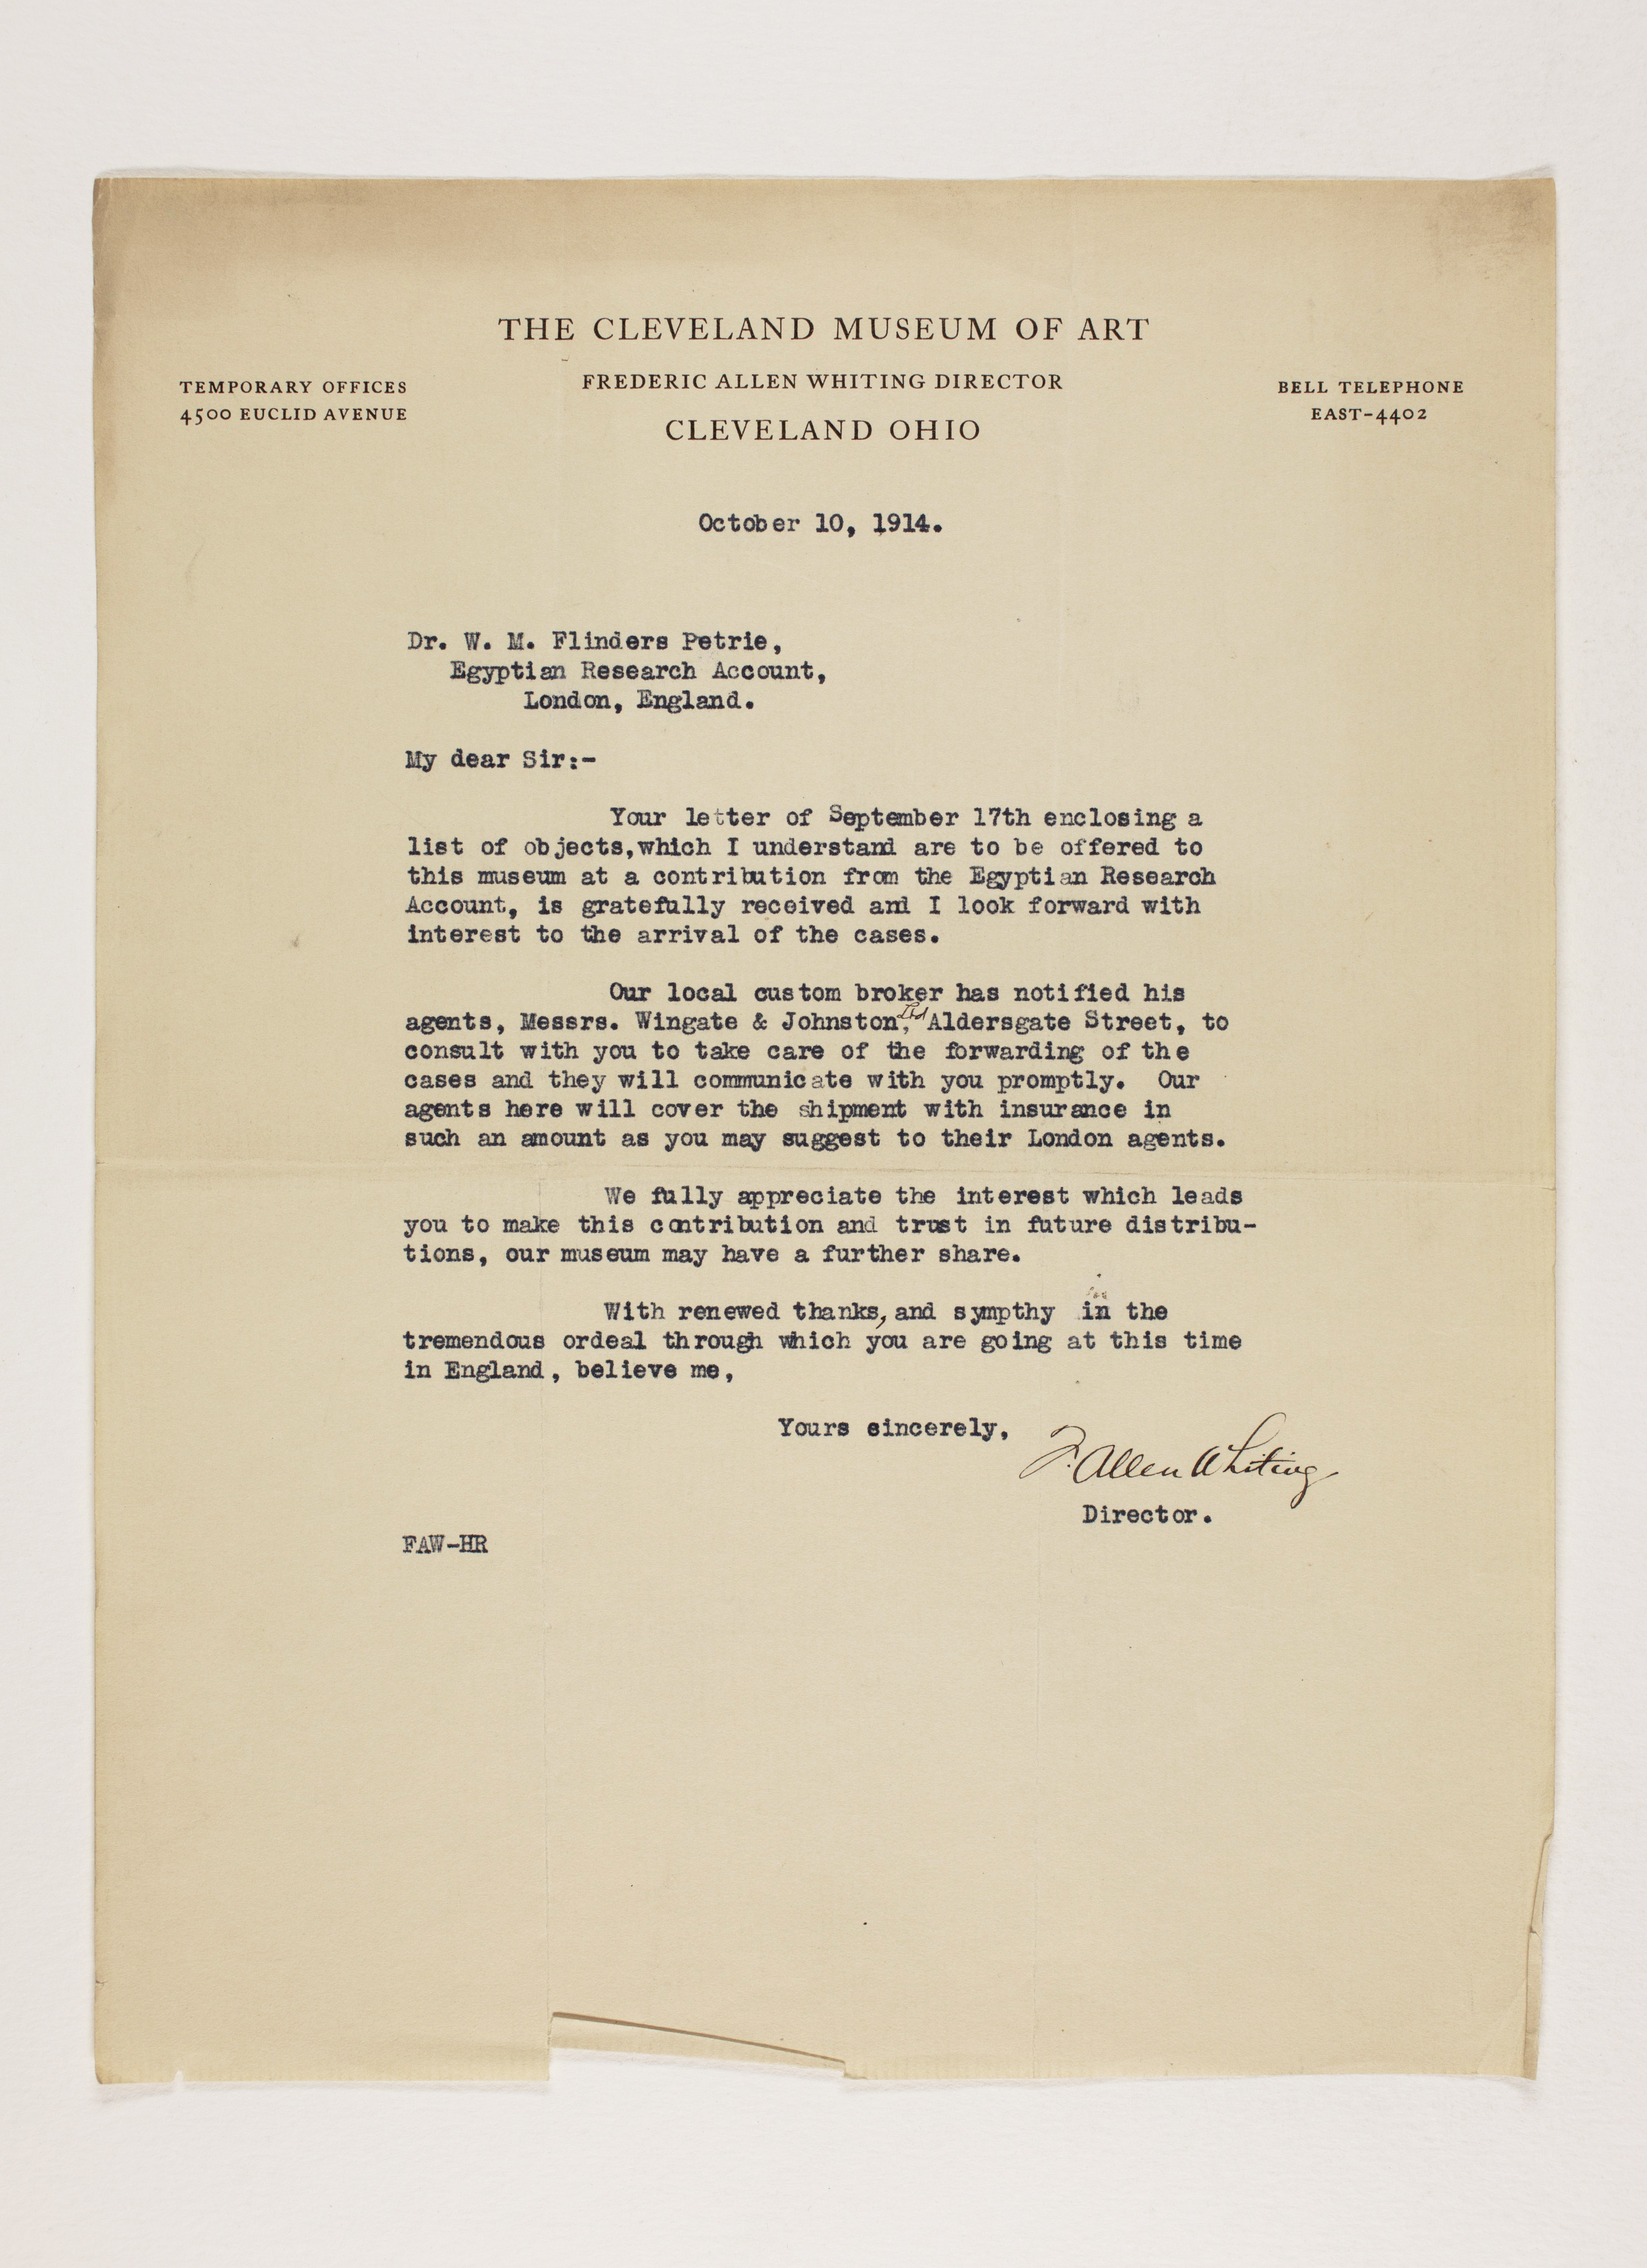 THE CLEVELAND MUSEUM OF ART
TEMPORARY OFFICES
4500 EUCLID AVENUE
FREDERIC ALLEN WHITING DIRECTOR
CLEVELAND OHIO
BELL TELEPHONE
EAST-4402
October 10, 1914.
Dr. W. M. Flinders Petrie,
Egyptian Research Account,
London, England.
My dear Sir:-
Your letter of September 17th enclosing a
list of objects,which I understand are to be offered to
this museum at a contribution from the Egyptian Research
Account, is gratefully received and I look forward with
interest to the arrival of the cases.
Our local custom broker has notified his
agents, Messrs. Wingate & Johnston, Ltd Aldersgate Street, to
consult with you to take care of the forwarding of the
cases and they will communicate with you promptly. Our
agents here will cover the shipment with insurance in
such an amount as you may suggest to their London agents.
We fully appreciate the interest which leads
you to make this contribution and trust in future distribu-
tions, our museum may have a further share.
With renewed thanks, and sympthy in the
tremendous ordeal through which you are going at this time
in England, believe me,
Yours sincerely,
F. Allen Whiting
Director.
FAW-HR